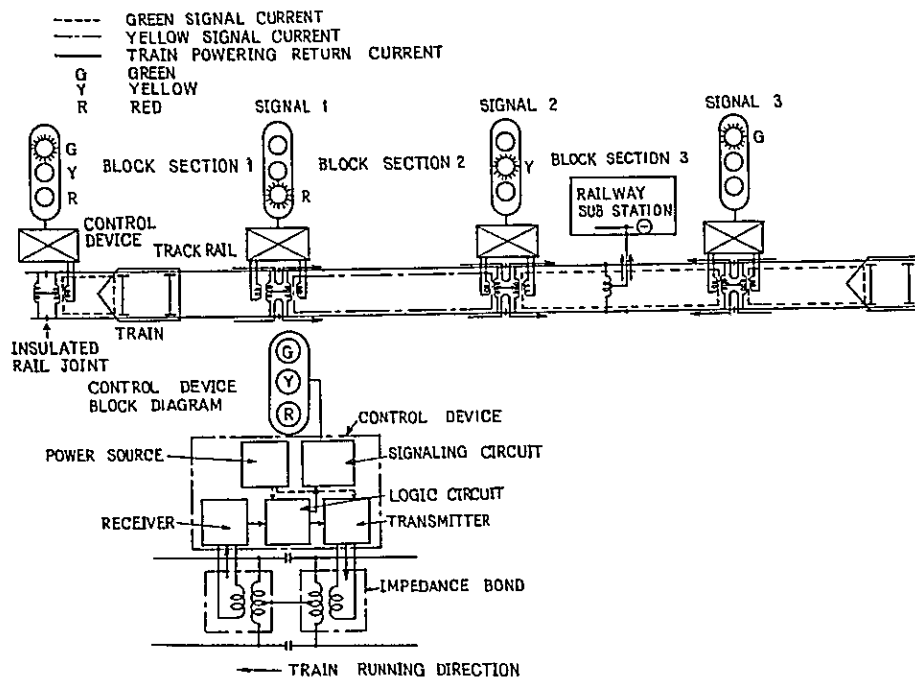 GREEN SIGNAL CURRENT
YELLOW SIGNAL CURRENT
TRAIN POWERING RETURN CURRENT
G GREEN
Y YELLOW
R RED
SIGNAL 1
SIGNAL 2
SIGNAL 3
G
Y
R
BLOCK SECTION 1
R
BLOCK SECTION 2
Y
BLOCK SECTION 3
G
RAILWAY
SUB STATION
CONTROL
DEVICE
TRACK RAIL
TRAIN
INSULATED
RAIL JOINT
CONTROL DEVICE
BLOCK DIAGRAM
G
Y
R
CONTROL DEVICE
POWER SOURCE
SIGNALING CIRCUIT
LOGIC CIRCUIT
RECEIVER
TRANSMITTER
IMPEDANCE BOND
TRAIN RUNNING DIRECTION